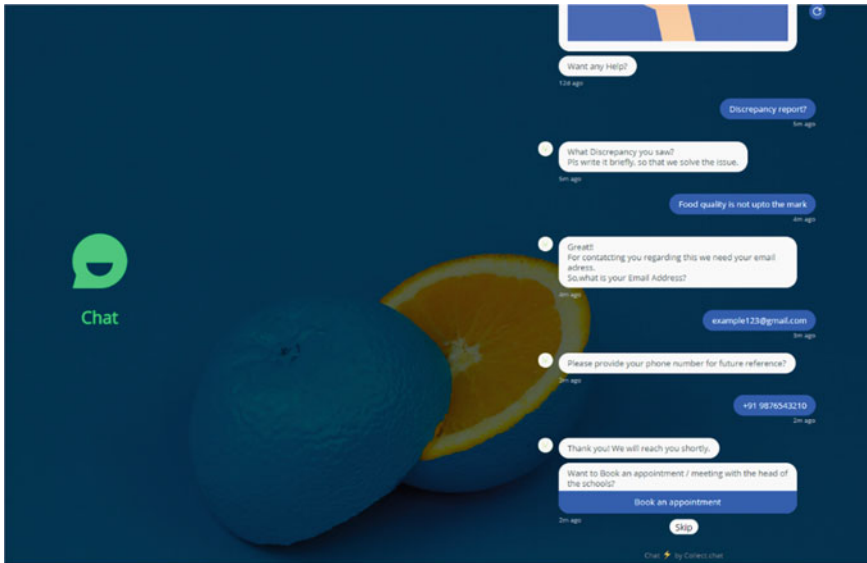 Want any Help?
12d ago
Discrepancy report?
5m ago
What Discrepancy you saw?
Pls write it briefly, so that we solve the issue.
5m ago
Food quality is not upto the mark
4m ago
Great!!
For contatcting you regarding this we need your email
adress.
So,what is your Email Address?
4m ago
Chat
example123@gmail.com
3m ago
Please provide your phone number for future reference?
3m ago
+91 9876543210
2m ago
Thank you! We will reach you shortly.
Want to Book an appointment / meeting with the head of
the schools?
Book an appointment
2m ago
Skip
Chat ⚡ by Collect.chat